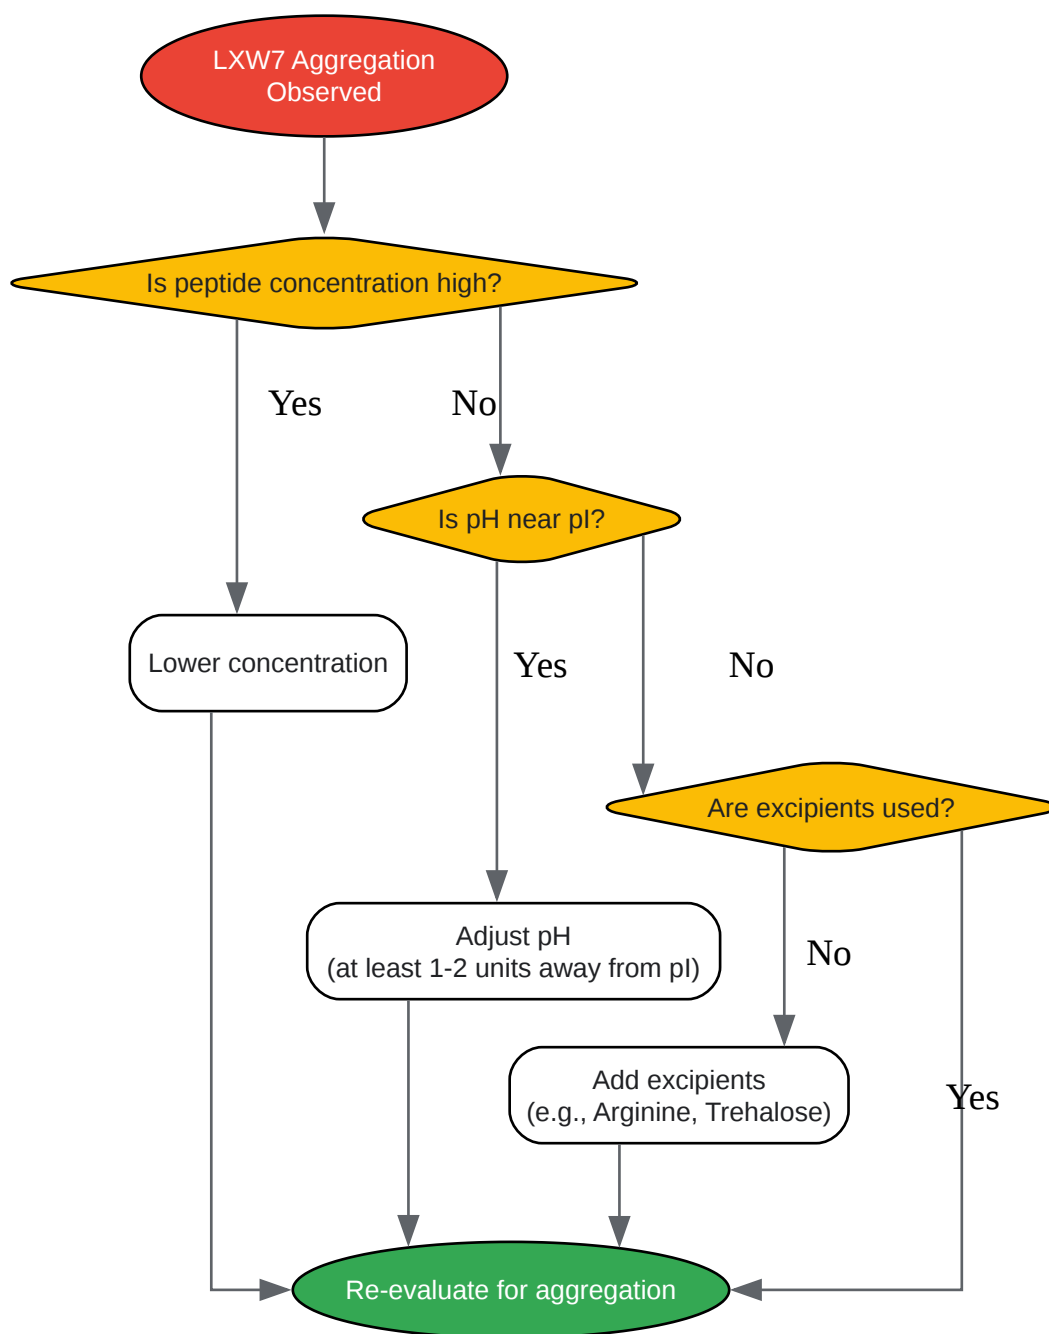 LXW7 Aggregation
Observed
Is peptide concentration high?
Yes
No
Is pH near pI?
Lower concentration
Yes
No
Are excipients used?
Adjust pH
(at least 1-2 units away from pI)
No
Add excipients
(e.g., Arginine, Trehalose)
Yes
Re-evaluate for aggregation